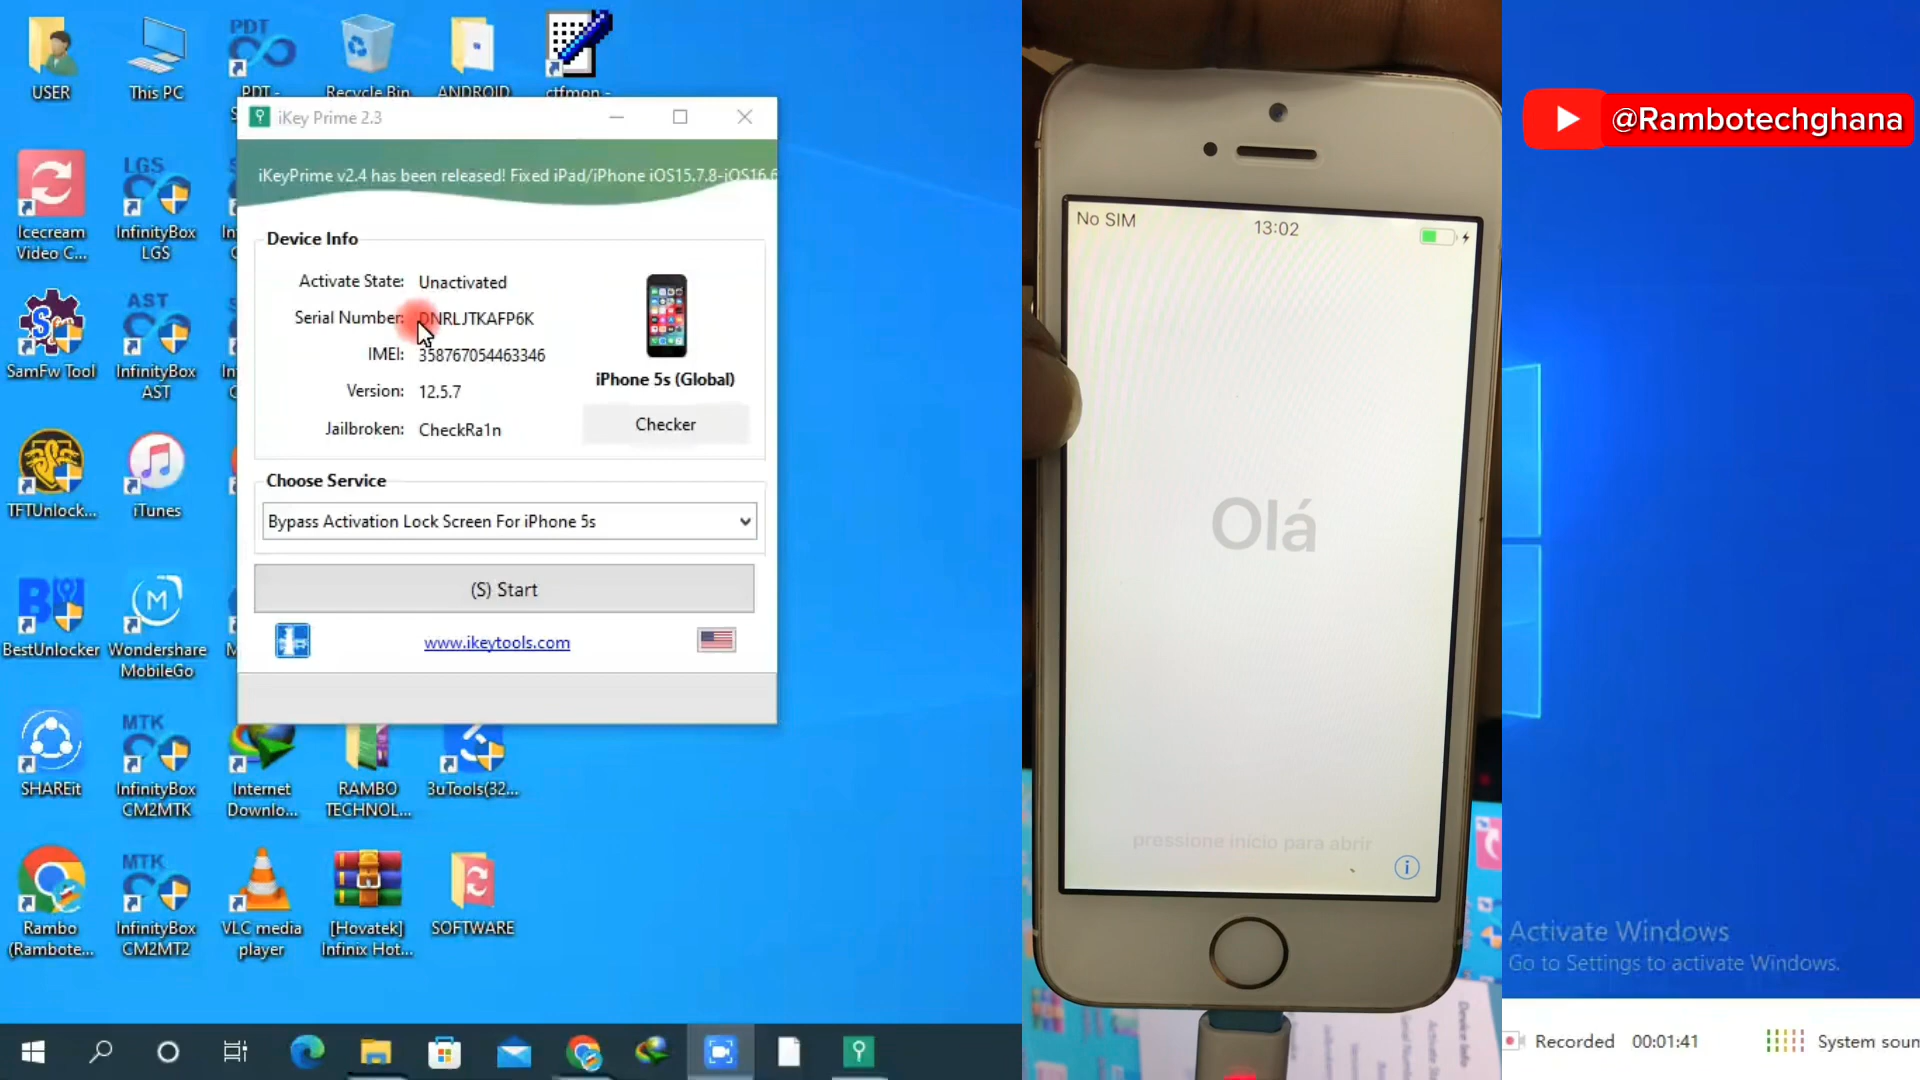 USER
This PC
PDT -
Recycle Bin
ANDROID
ctfmon -
PDT
iKey Prime 2.3
iKeyPrime v2.4 has been released! Fixed iPad/iPhone iOS15.7.8-iOS16.6
Device Info
Activate State: Unactivated
Serial Number: DNRLJTKAFP6K
IMEI: 358767054463346
Version: 12.5.7
Jailbroken: CheckRa1n
iPhone 5s (Global)
Checker
Choose Service
Bypass Activation Lock Screen For iPhone 5s
(S) Start
www.ikeytools.com
LGS
Icecream
Video C...
InfinityBox
LGS
AST
SamFw Tool
InfinityBox
AST
TFTUnlock...
iTunes
BestUnlocker
Wondershare
MobileGo
MTK
SHAREit
InfinityBox
CM2MTK
Internet
Downlo...
RAMBO
TECHNOL...
3uTools(32...
MTK
Rambo
(Rambote...
InfinityBox
CM2MT2
VLC media
player
[Hovatek]
Infinix Hot...
SOFTWARE
No SIM
13:02
Olá
pressione início para abrir
@Rambotechghana
Activate Windows
Go to Settings to activate Windows.
Recorded 00:01:41
System soun